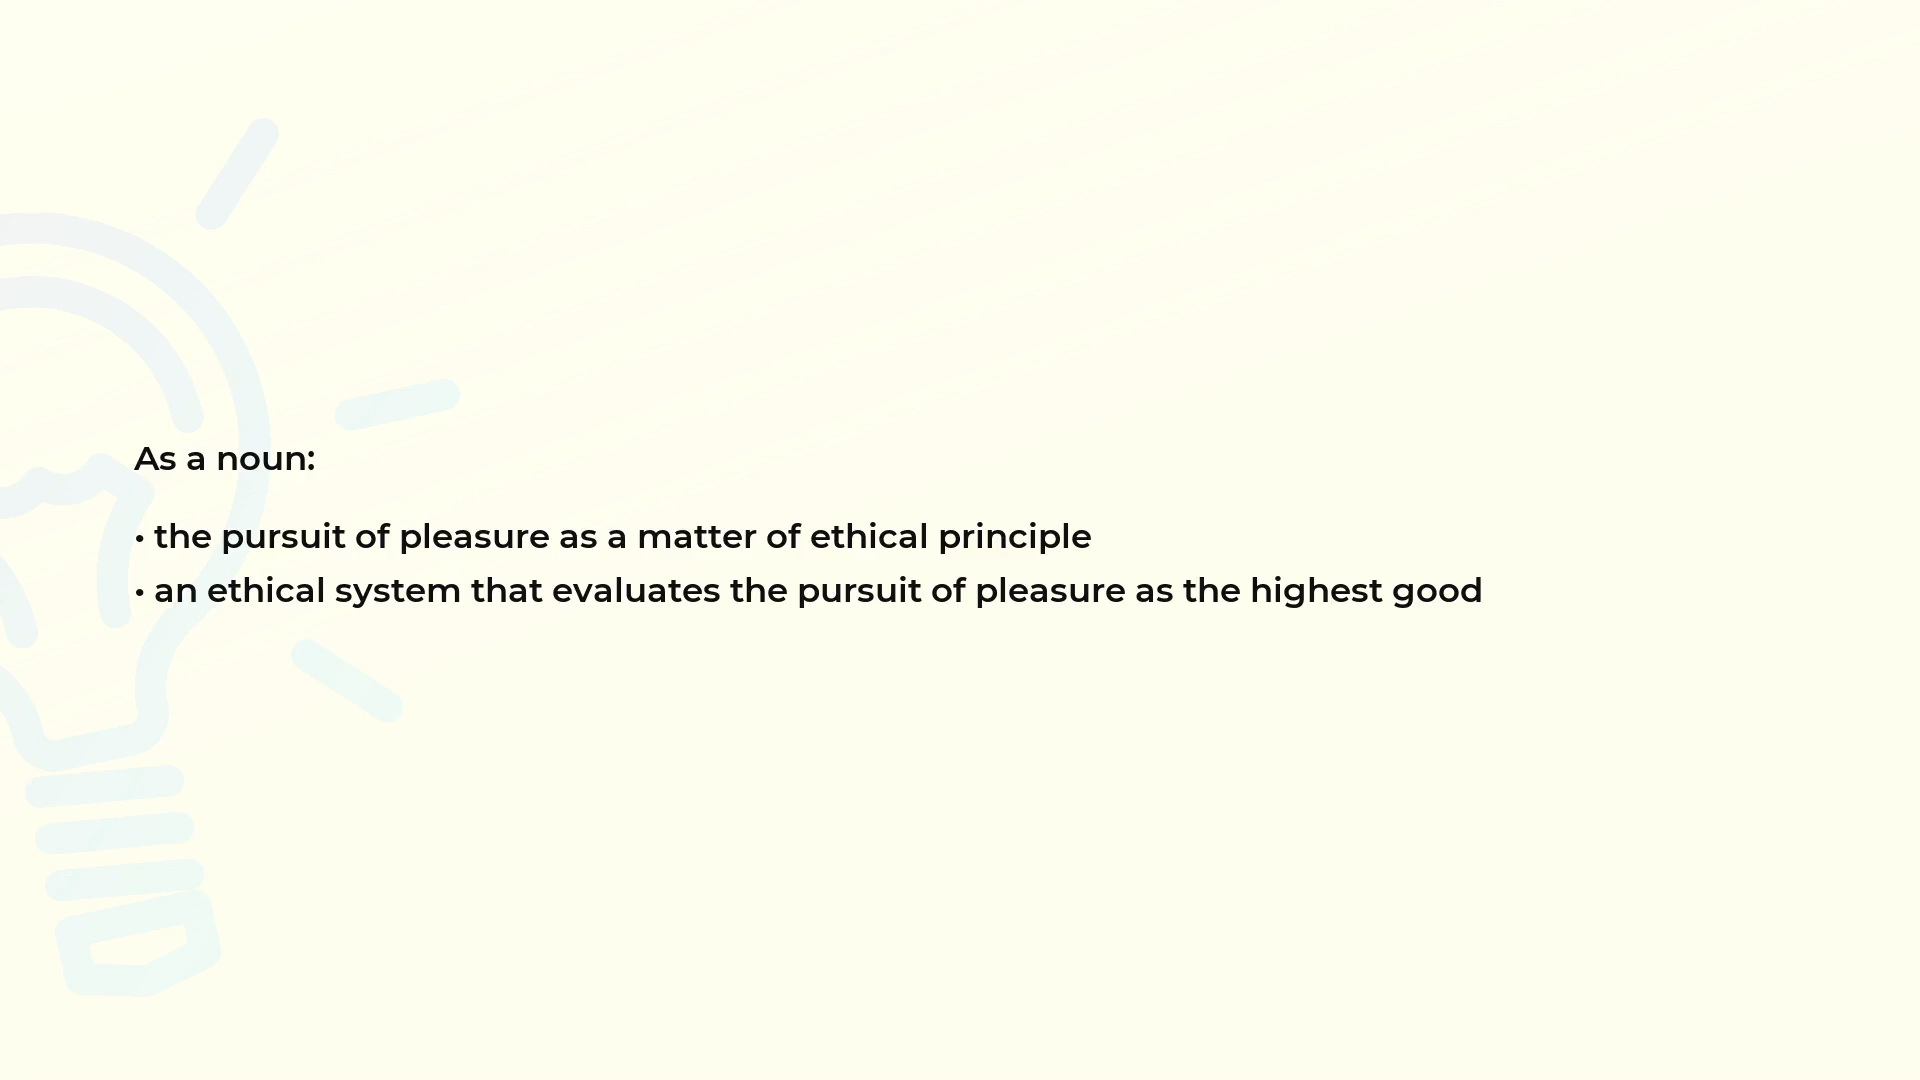 As a noun:
• the pursuit of pleasure as a matter of ethical principle
• an ethical system that evaluates the pursuit of pleasure as the highest good